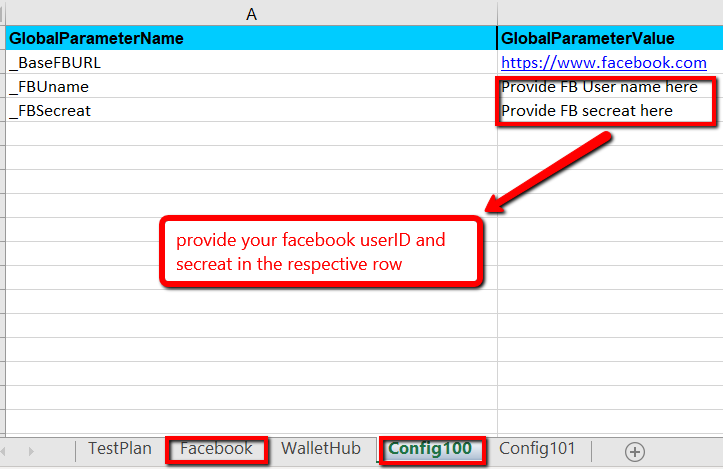 A
GlobalParameterName GlobalParameterValue
_BaseFBURL https://www.facebook.com
_FBUname Provide FB User name here
_FBSecreat Provide FB secreat here
provide your facebook userID and
secreat in the respective row
TestPlan Facebook WalletHub Config100 Config101